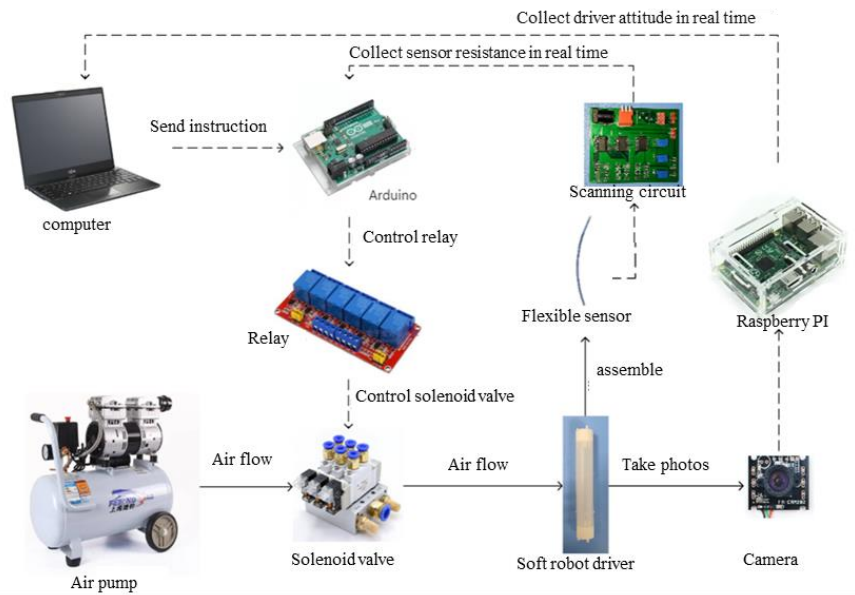 Collect driver attitude in real time
Collect sensor resistance in real time
Send instruction
Arduino
Scanning circuit
computer
Control relay
Flexible sensor
Raspberry PI
Relay
assemble
Control solenoid valve
Air flow
Air flow
Take photos
Solenoid valve
Soft robot driver
Camera
Air pump